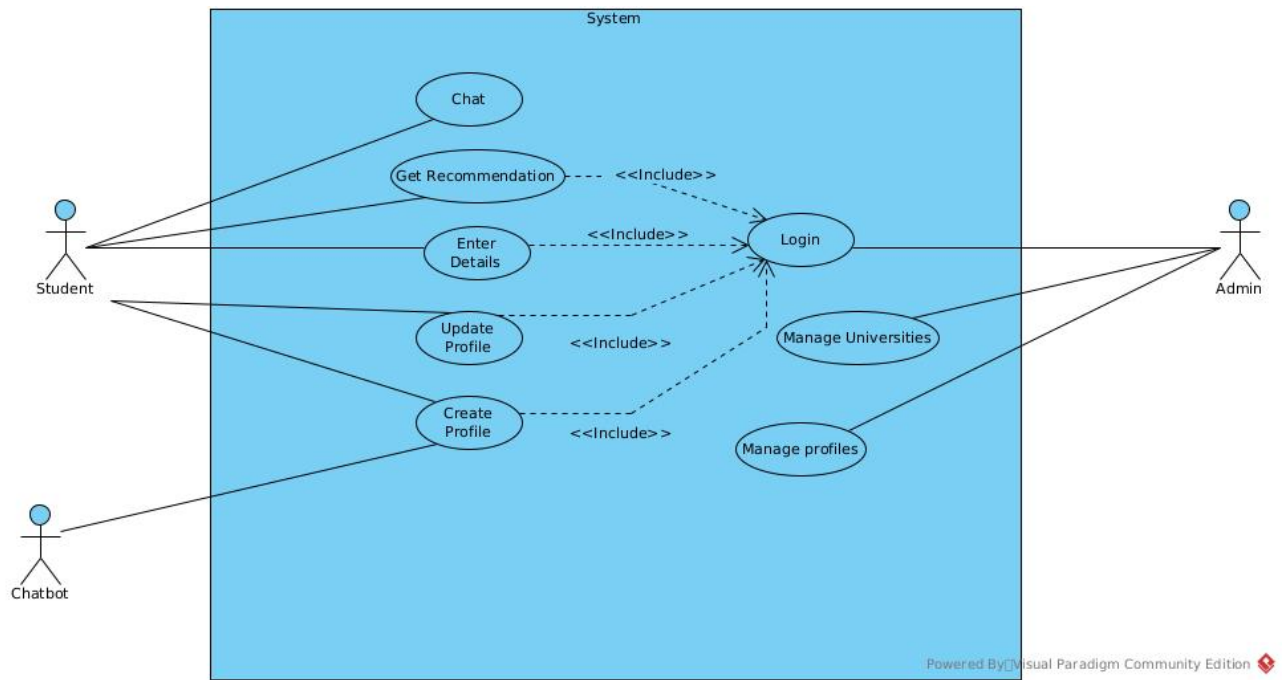 System
Chat
Get Recommendation
<<Include>>
Student
Enter
Details
<<Include>>
Login
Admin
Update
Profile
<<Include>>
Manage Universities
Create
Profile
<<Include>>
Manage profiles
Chatbot
Powered By Visual Paradigm Community Edition